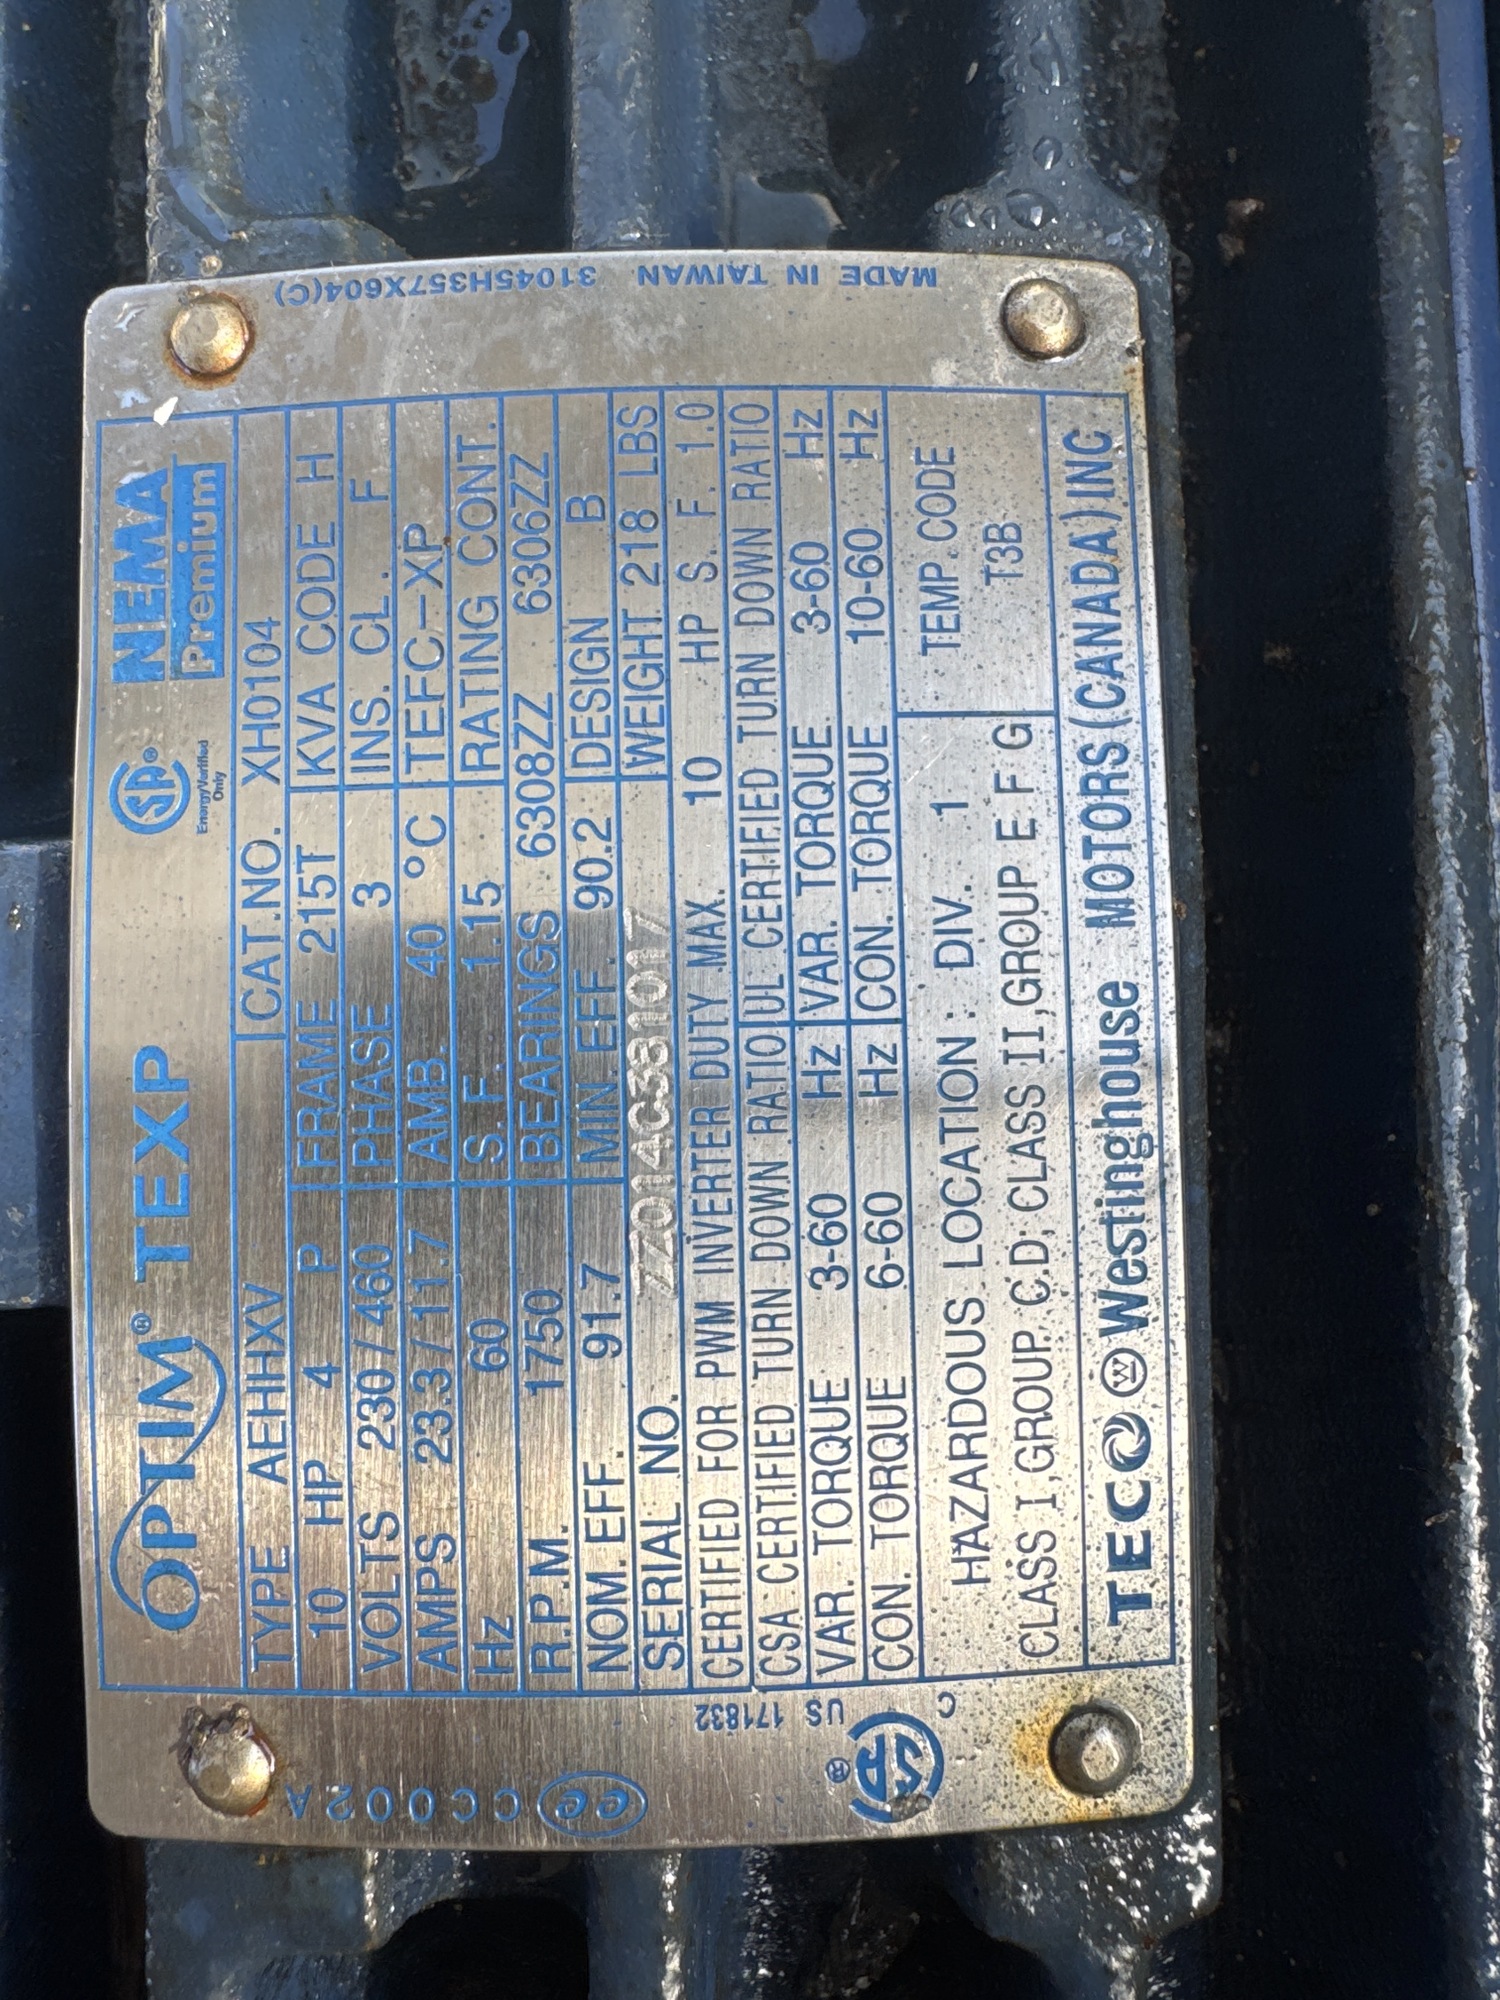 OPTIM® TEXP
SA®
Energy Verified
Only
NEMA
Premium
TYPE AEHHXV CAT.NO. XH0104
10 HP 4 P FRAME 215T KVA CODE H
VOLTS 230/460 PHASE 3 INS. CL. F
AMPS 23.3/11.7 AMB. 40 °C TEFC-XP
Hz 60 S. F. 1.15 RATING CONT.
R.P.M. 1750 BEARINGS 6308ZZ 6306ZZ
NOM. EFF. 91.7 MIN. EFF. 90.2 DESIGN B
SERIAL NO. WEIGHT 218 LBS
CERTIFIED FOR PWM INVERTER DUTY MAX. 10 HP S. F. 1.0
CSA CERTIFIED TURN DOWN RATIO UL CERTIFIED TURN DOWN RATIO
VAR. TORQUE 3-60 Hz VAR. TORQUE 3-60 Hz
CON. TORQUE 6-60 Hz CON. TORQUE 10-60 Hz
HAZARDOUS LOCATION : DIV. 1 TEMP. CODE
CLASS I,GROUP, C.D; CLASS II,GROUP E F G T3B
TECO Westinghouse MOTORS(CANADA)INC
CC002A
ee
SA®
C US 171832
MADE IN TAIWAN 31045H357X604(C)